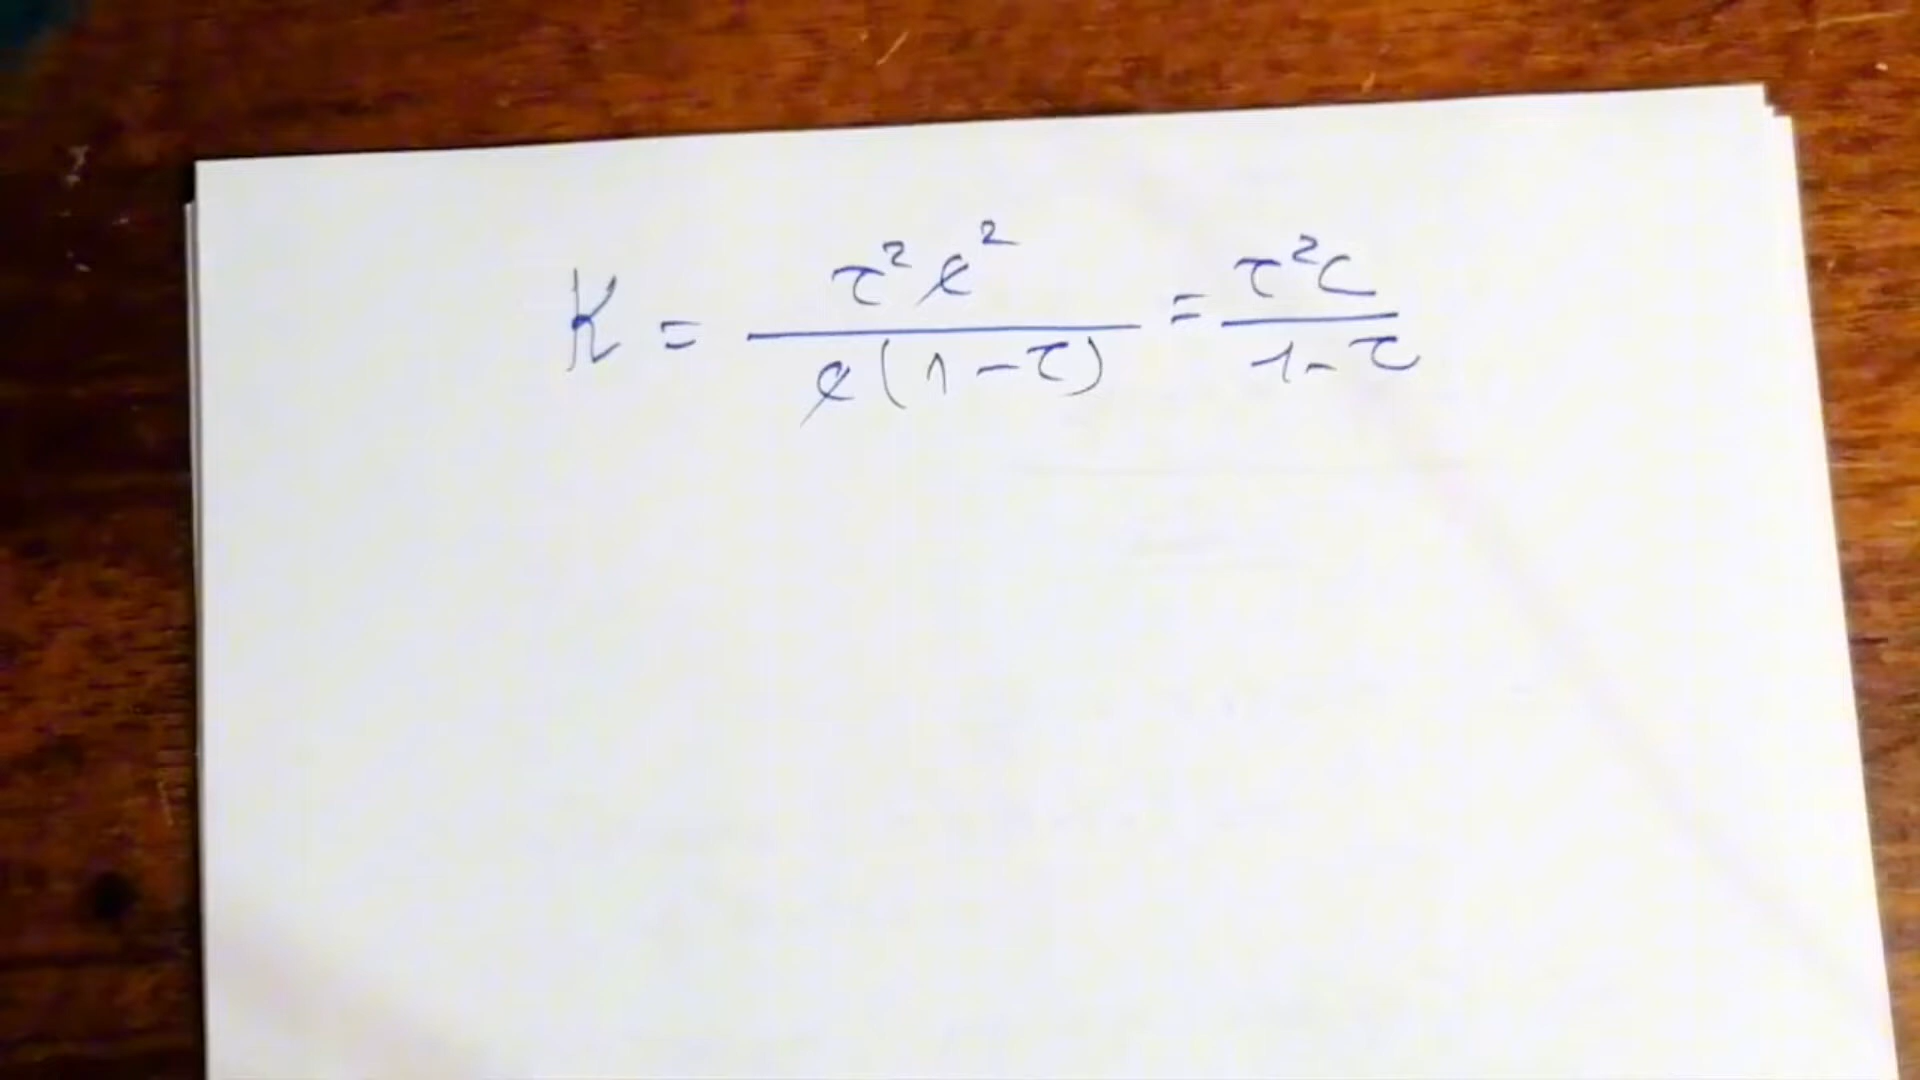 K = τ²c² / c(1-τ) = τ²c / 1-τ